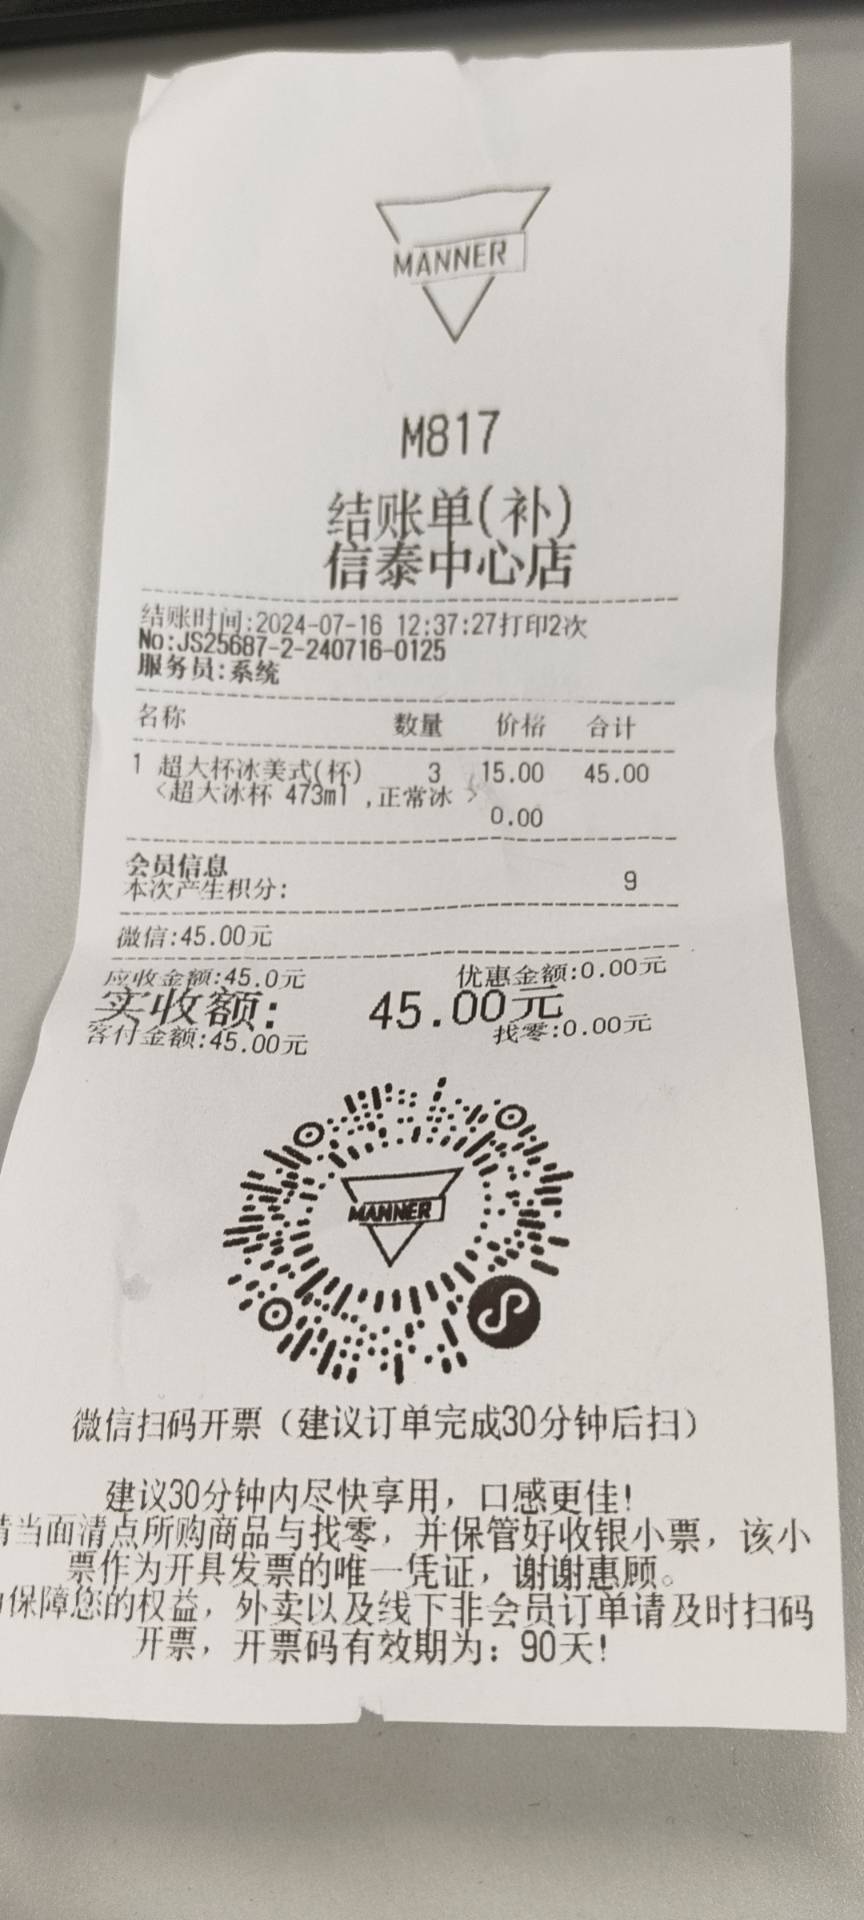 MANNER
M817
结账单(补)
信泰中心店
结账时间:2024-07-16 12:37:27打印2次
No:JS25687-2-240716-0125
服务员:系统
名称 数量 价格 合计
1 超大杯冰美式(杯) 3 15.00 45.00
<超大冰杯 473ml ,正常冰 >
0.00
会员信息
本次产生积分: 9
微信:45.00元
应收金额:45.0元 优惠金额:0.00元
实收额: 45.00元
客付金额:45.00元 找零:0.00元
MANNER
微信扫码开票（建议订单完成30分钟后扫）
建议30分钟内尽快享用，口感更佳!
请当面清点所购商品与找零，并保管好收银小票，该小
票作为开具发票的唯一凭证，谢谢惠顾。
保障您的权益，外卖以及线下非会员订单请及时扫码
开票，开票码有效期为: 90天!